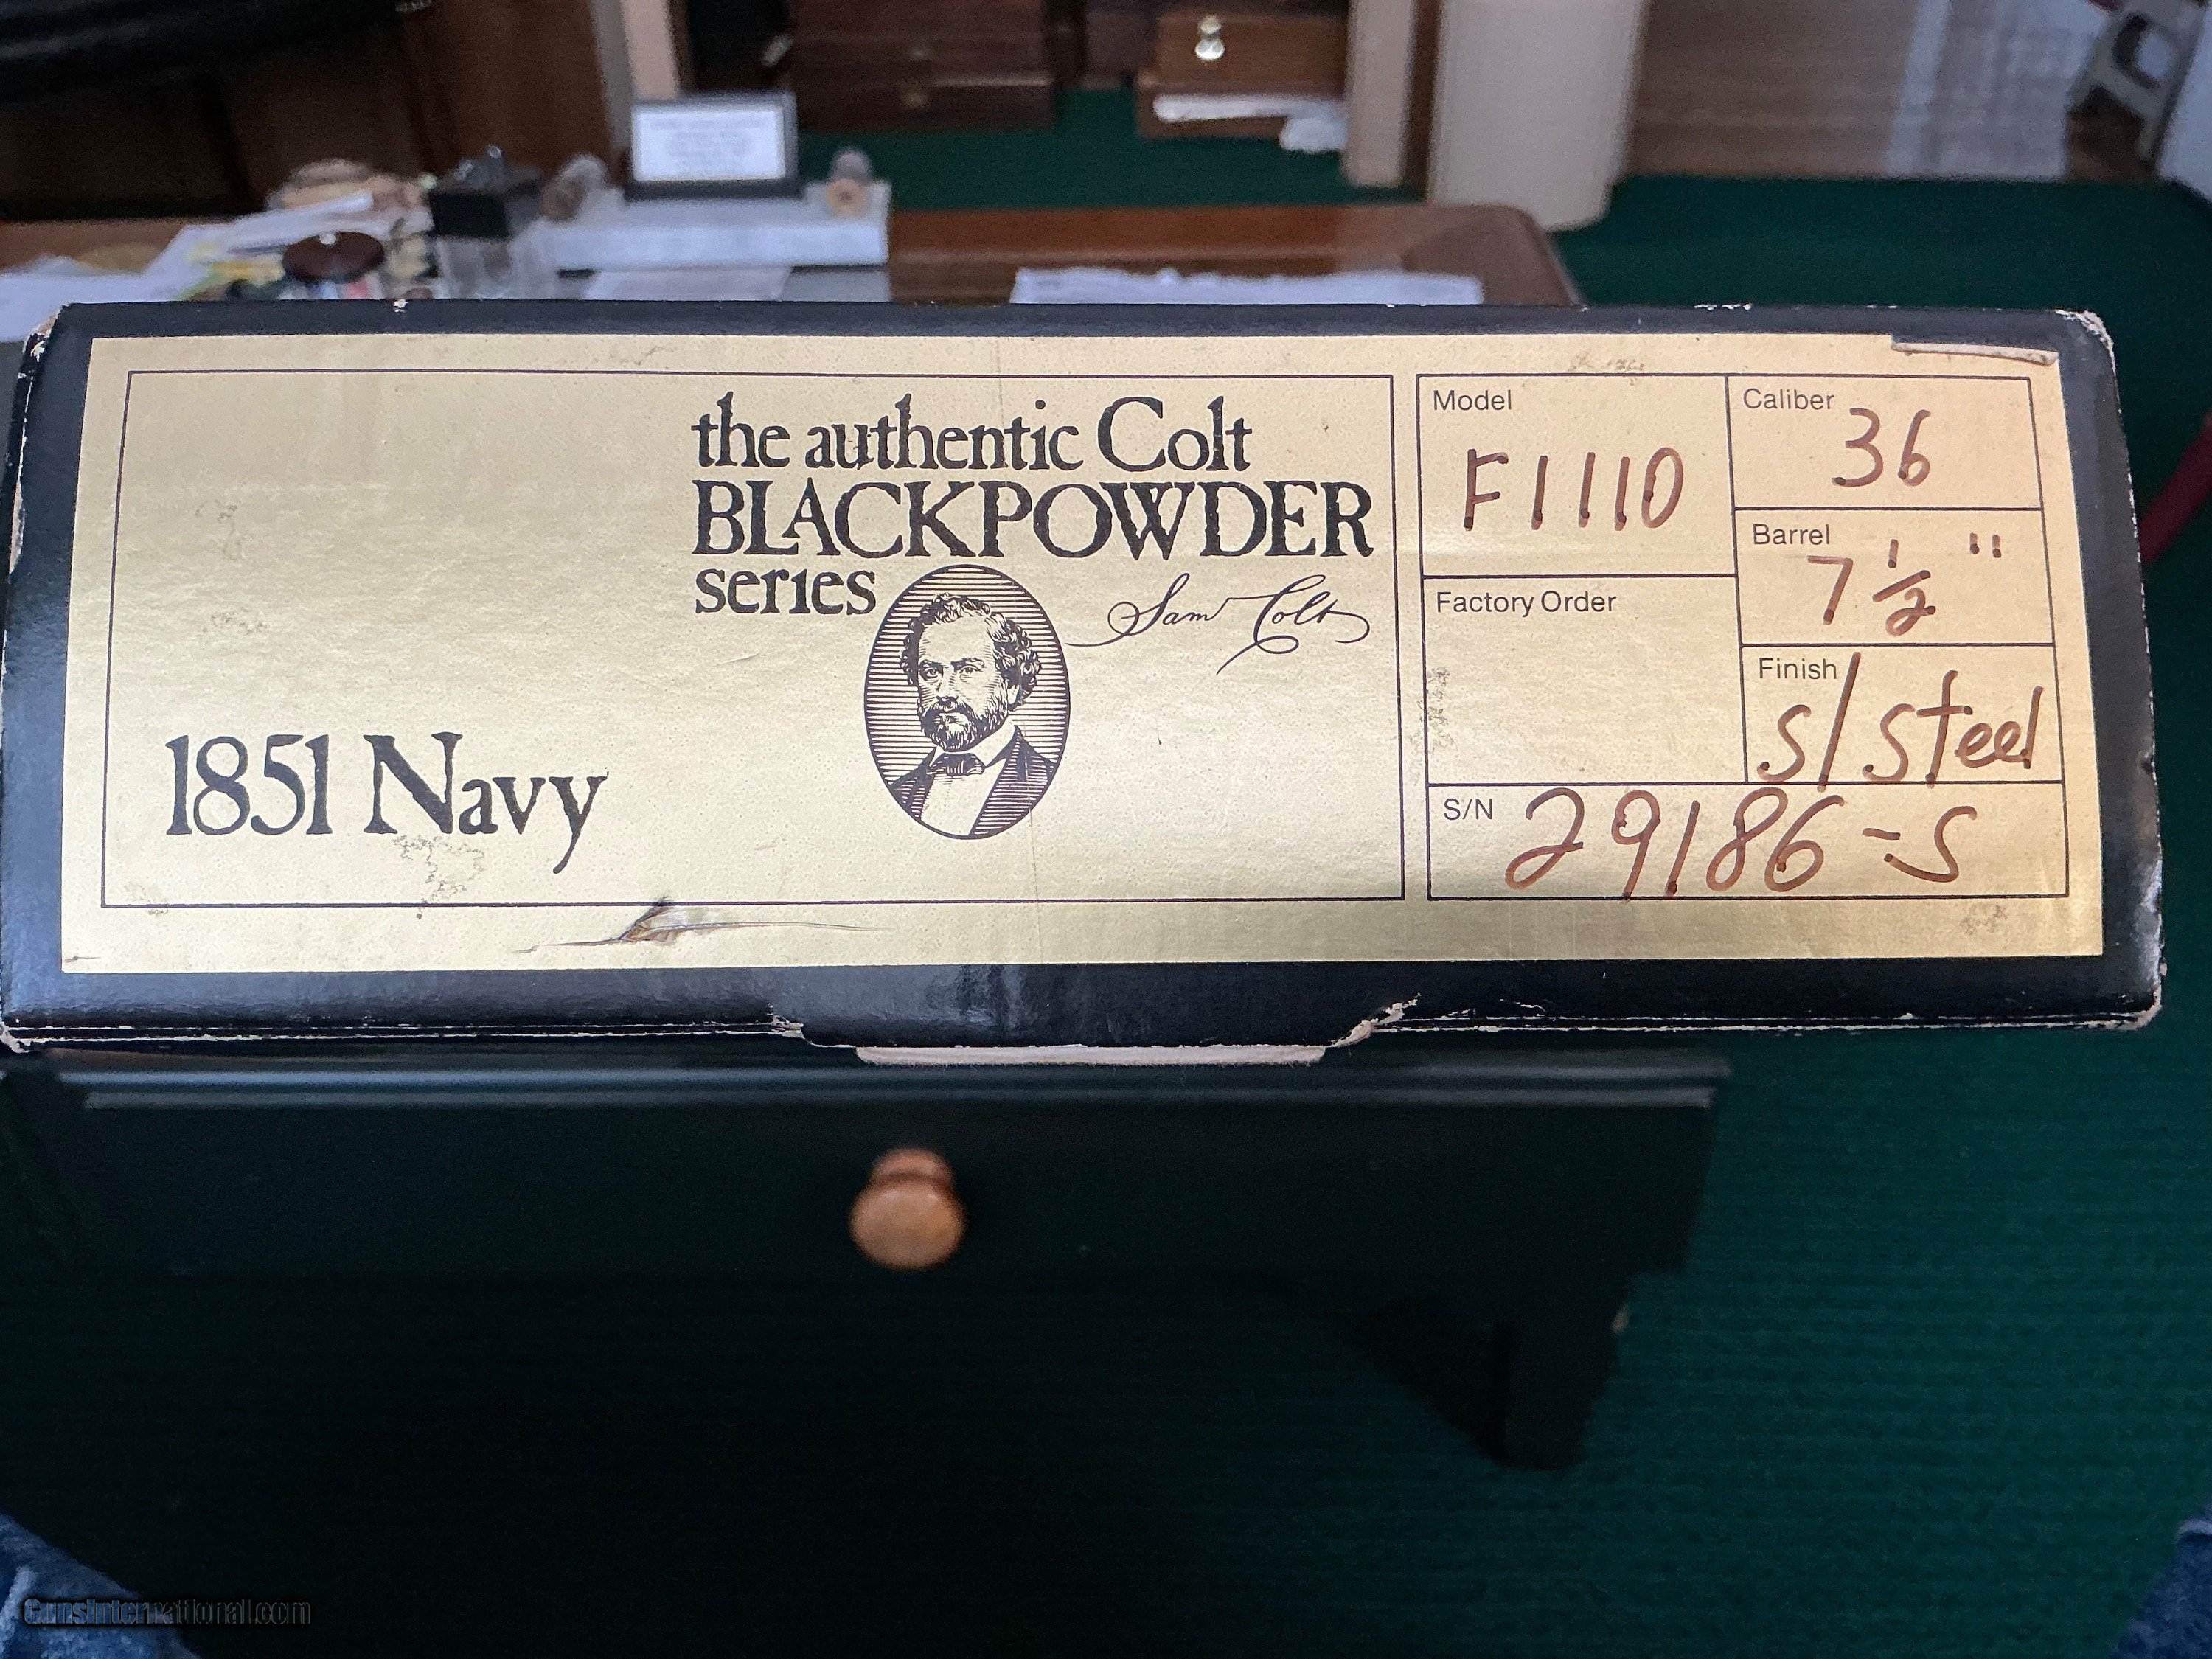 the authentic Colt
BLACKPOWDER
series
Sam Colt
1851 Navy
Model
F1110
Caliber
36
Barrel
7 1/2 "
Factory Order
Finish
S/Steel
S/N 29186-S
GunsInternational.com